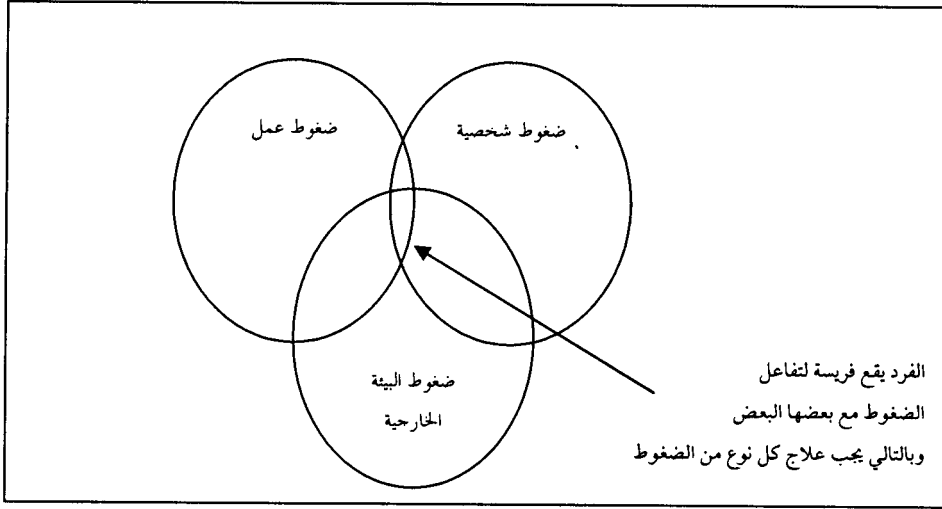 ضغوط شخصية
ضغوط عمل
ضغوط البيئة
الخارجية
الفرد يقع فريسة لتفاعل
الضغوط مع بعضها البعض
وبالتالي يجب علاج كل نوع من الضغوط